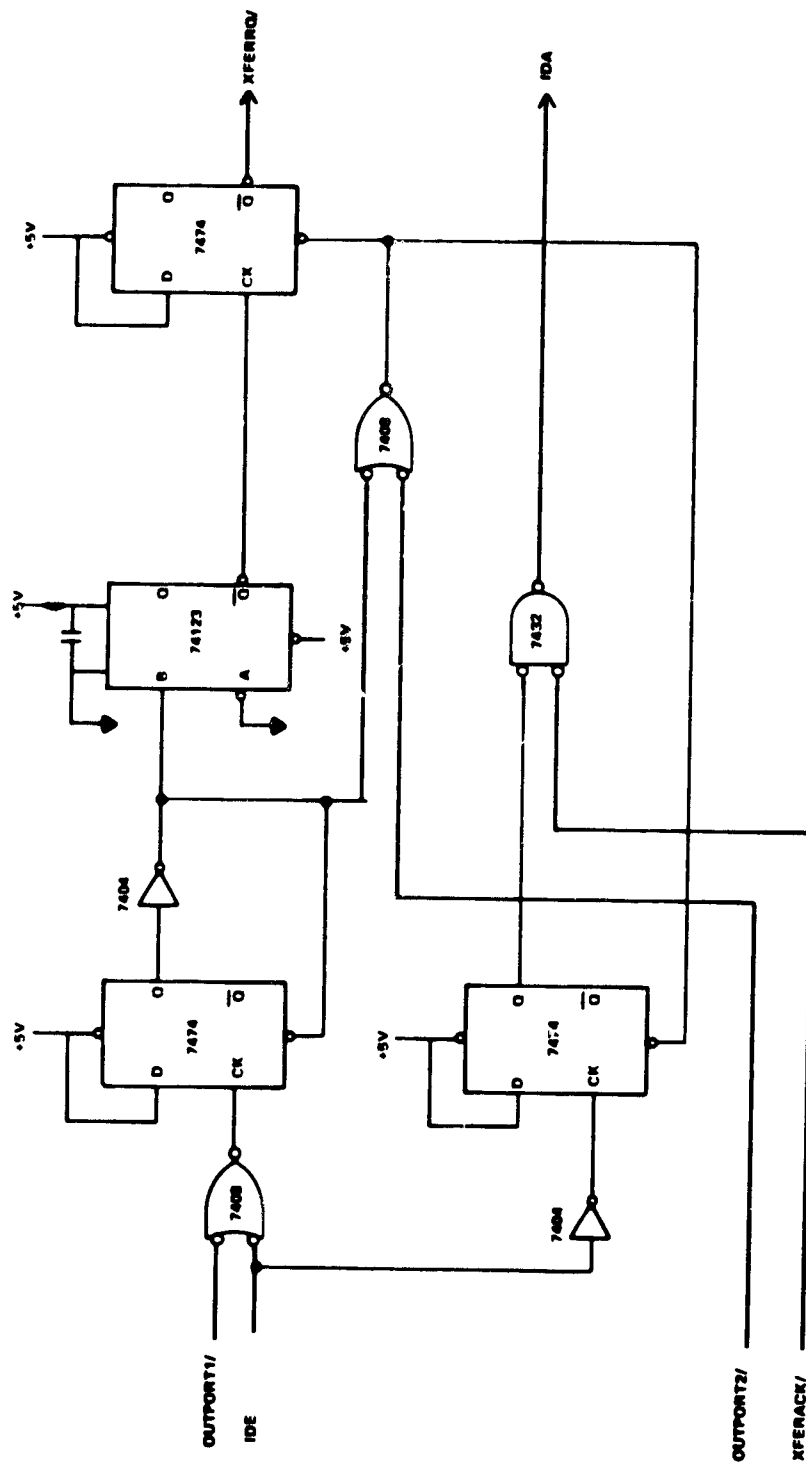 +5V
+5V
+5V
7404
D
Q
B
Q
D
Q
7474
74123
7474
OUTPORT1/
7408
CK
Q
A
Q
CK
Q
XFERRQ/
IDE
+5V
7408
+5V
D
Q
7432
IDA
7474
7404
CK
Q
OUTPORT2/
XFERACK/